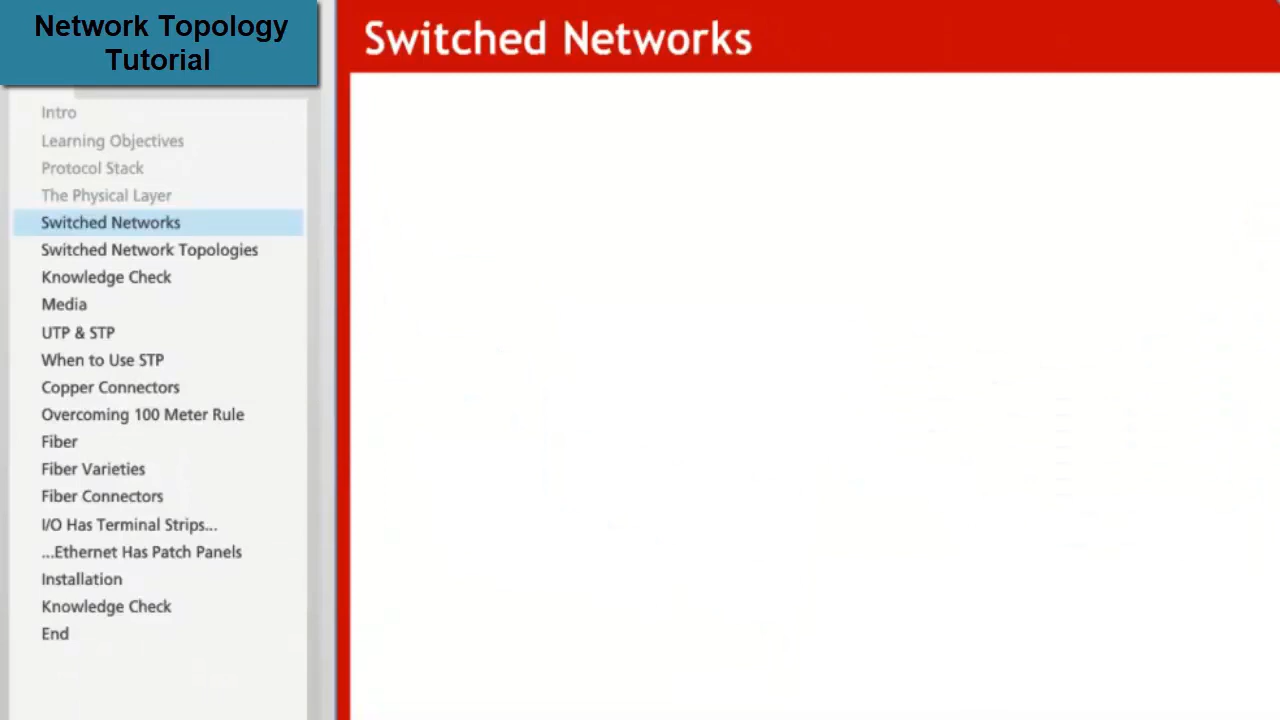 Network Topology
Tutorial
Switched Networks
Intro
Learning Objectives
Protocol Stack
The Physical Layer
Switched Networks
Switched Network Topologies
Knowledge Check
Media
UTP & STP
When to Use STP
Copper Connectors
Overcoming 100 Meter Rule
Fiber
Fiber Varieties
Fiber Connectors
I/O Has Terminal Strips...
...Ethernet Has Patch Panels
Installation
Knowledge Check
End